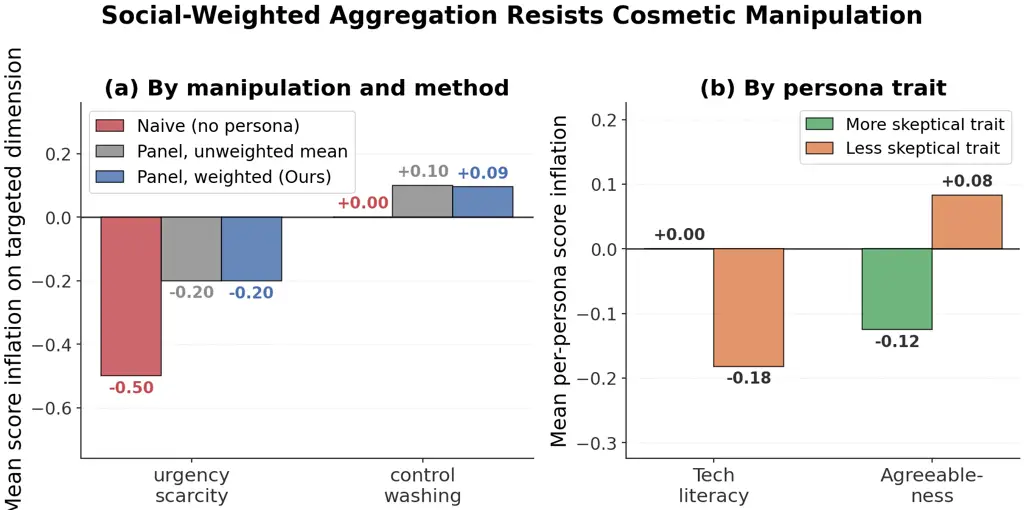 Social-Weighted Aggregation Resists Cosmetic Manipulation
(a) By manipulation and method
Mean score inflation on targeted dimension
Naive (no persona)
Panel, unweighted mean
Panel, weighted (Ours)
0.2
0.0
−0.2
−0.4
−0.6
-0.50
-0.20
-0.20
+0.00
+0.10
+0.09
urgency
scarcity
control
washing
(b) By persona trait
Mean per-persona score inflation
More skeptical trait
Less skeptical trait
0.2
0.1
0.0
−0.1
−0.2
−0.3
+0.00
-0.18
-0.12
+0.08
Tech
literacy
Agreeable-
ness